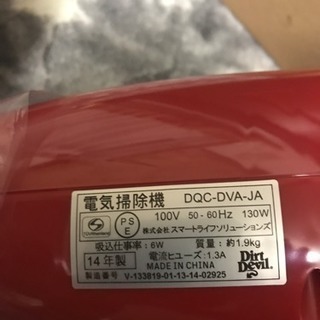 電気掃除機 DQC-DVA-JA
PS
E
100V 50-60Hz 130W
株式会社 スマートライフソリューションズ
吸込仕事率：6W 質量：約1.9kg
14年製 電流ヒューズ：1.3A
MADE IN CHINA
製造番号 V-133819-01-13-14-02925
Dirt
Devil.